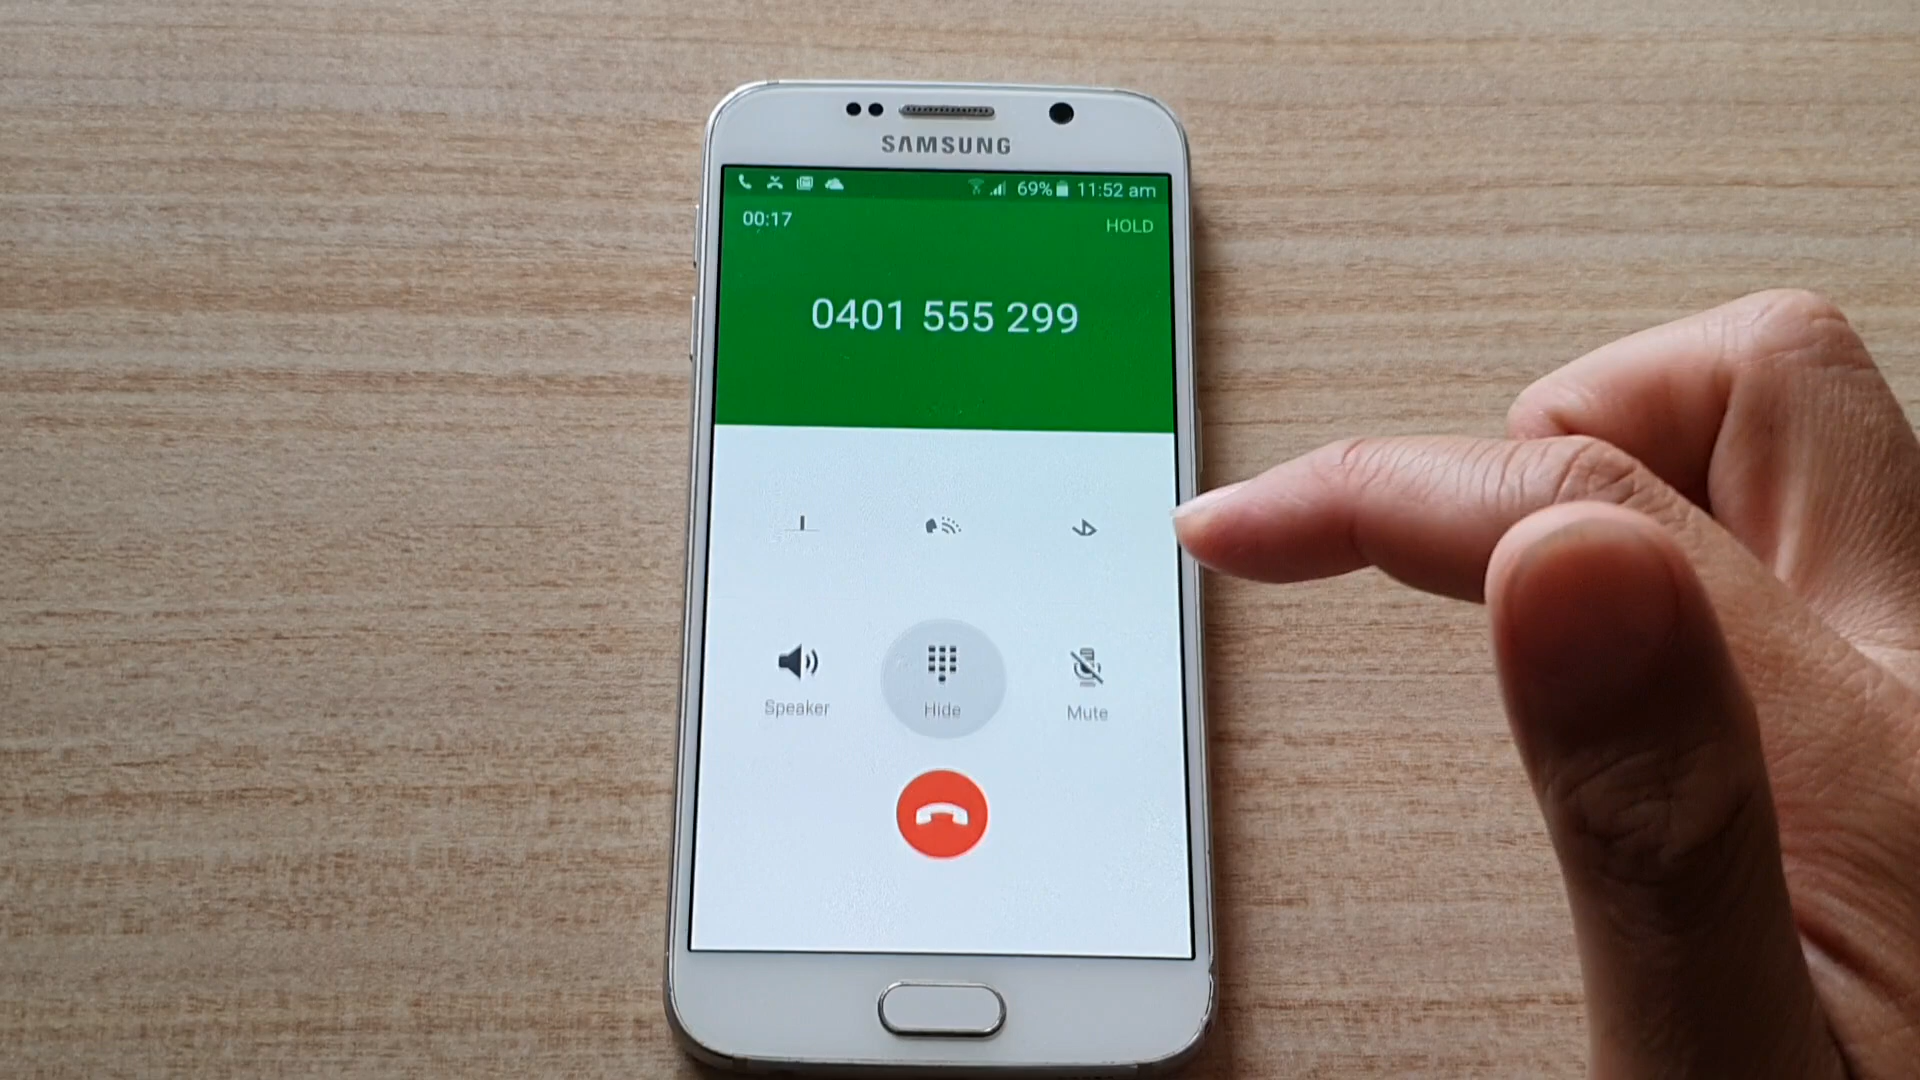 SAMSUNG
69% 11:52 am
00:17
HOLD
0401 555 299
Speaker
Hide
Mute